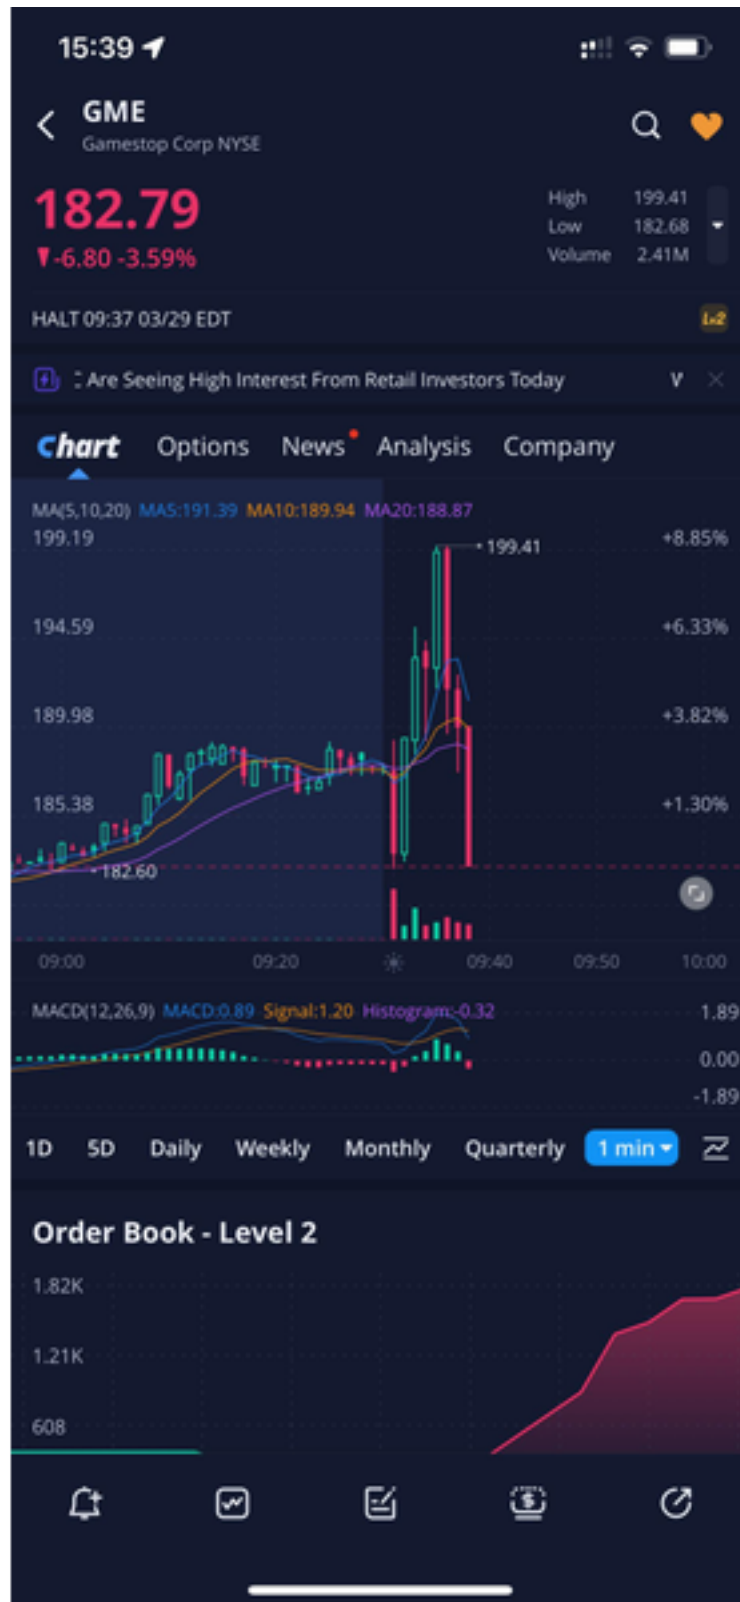 15:39
GME
Gamestop Corp NYSE
182.79
-6.80 -3.59%
High 199.41
Low 182.68
Volume 2.41M
HALT 09:37 03/29 EDT
Lv2
Are Seeing High Interest From Retail Investors Today
Chart Options News Analysis Company
MA(5,10,20) MA5:191.39 MA10:189.94 MA20:188.87
199.19 199.41 +8.85%
194.59 +6.33%
189.98 +3.82%
185.38 +1.30%
182.60
09:00 09:20 09:40 09:50 10:00
MACD(12,26,9) MACD:0.89 Signal:1.20 Histogram:-0.32 1.89
0.00
-1.89
1D 5D Daily Weekly Monthly Quarterly 1 min
Order Book - Level 2
1.82K
1.21K
608